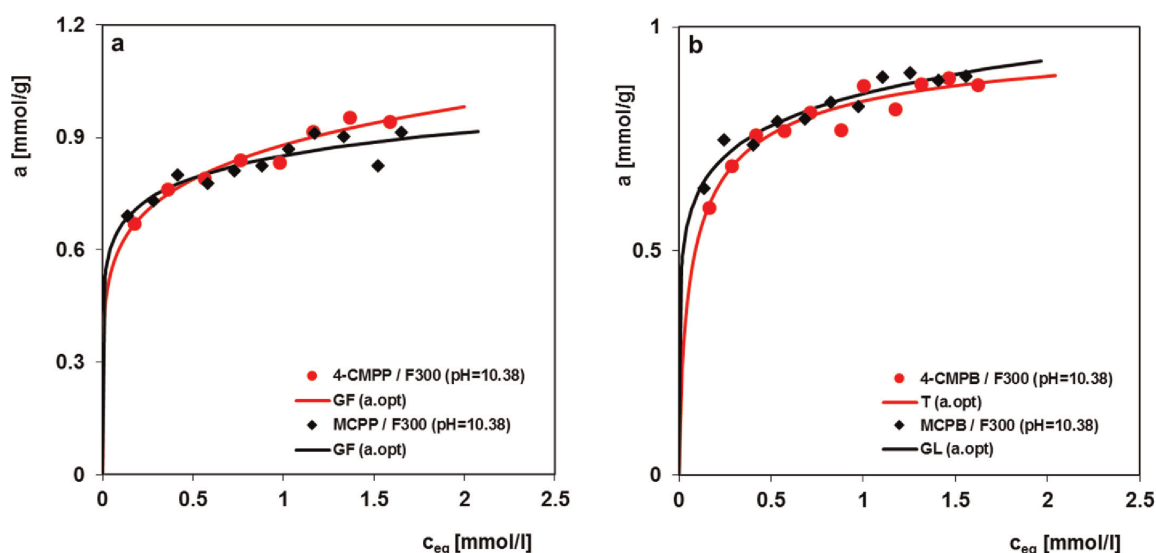 a
a [mmol/g]
1.2
0.9
0.6
0.3
0
4-CMPP / F300 (pH=10.38)
GF (a.opt)
MCPP / F300 (pH=10.38)
GF (a.opt)
0 0.5 1 1.5 2 2.5
ceq [mmol/l]
b
a [mmol/g]
1
0.5
0
4-CMPB / F300 (pH=10.38)
T (a.opt)
MCPB / F300 (pH=10.38)
GL (a.opt)
0 0.5 1 1.5 2 2.5
ceq [mmol/l]